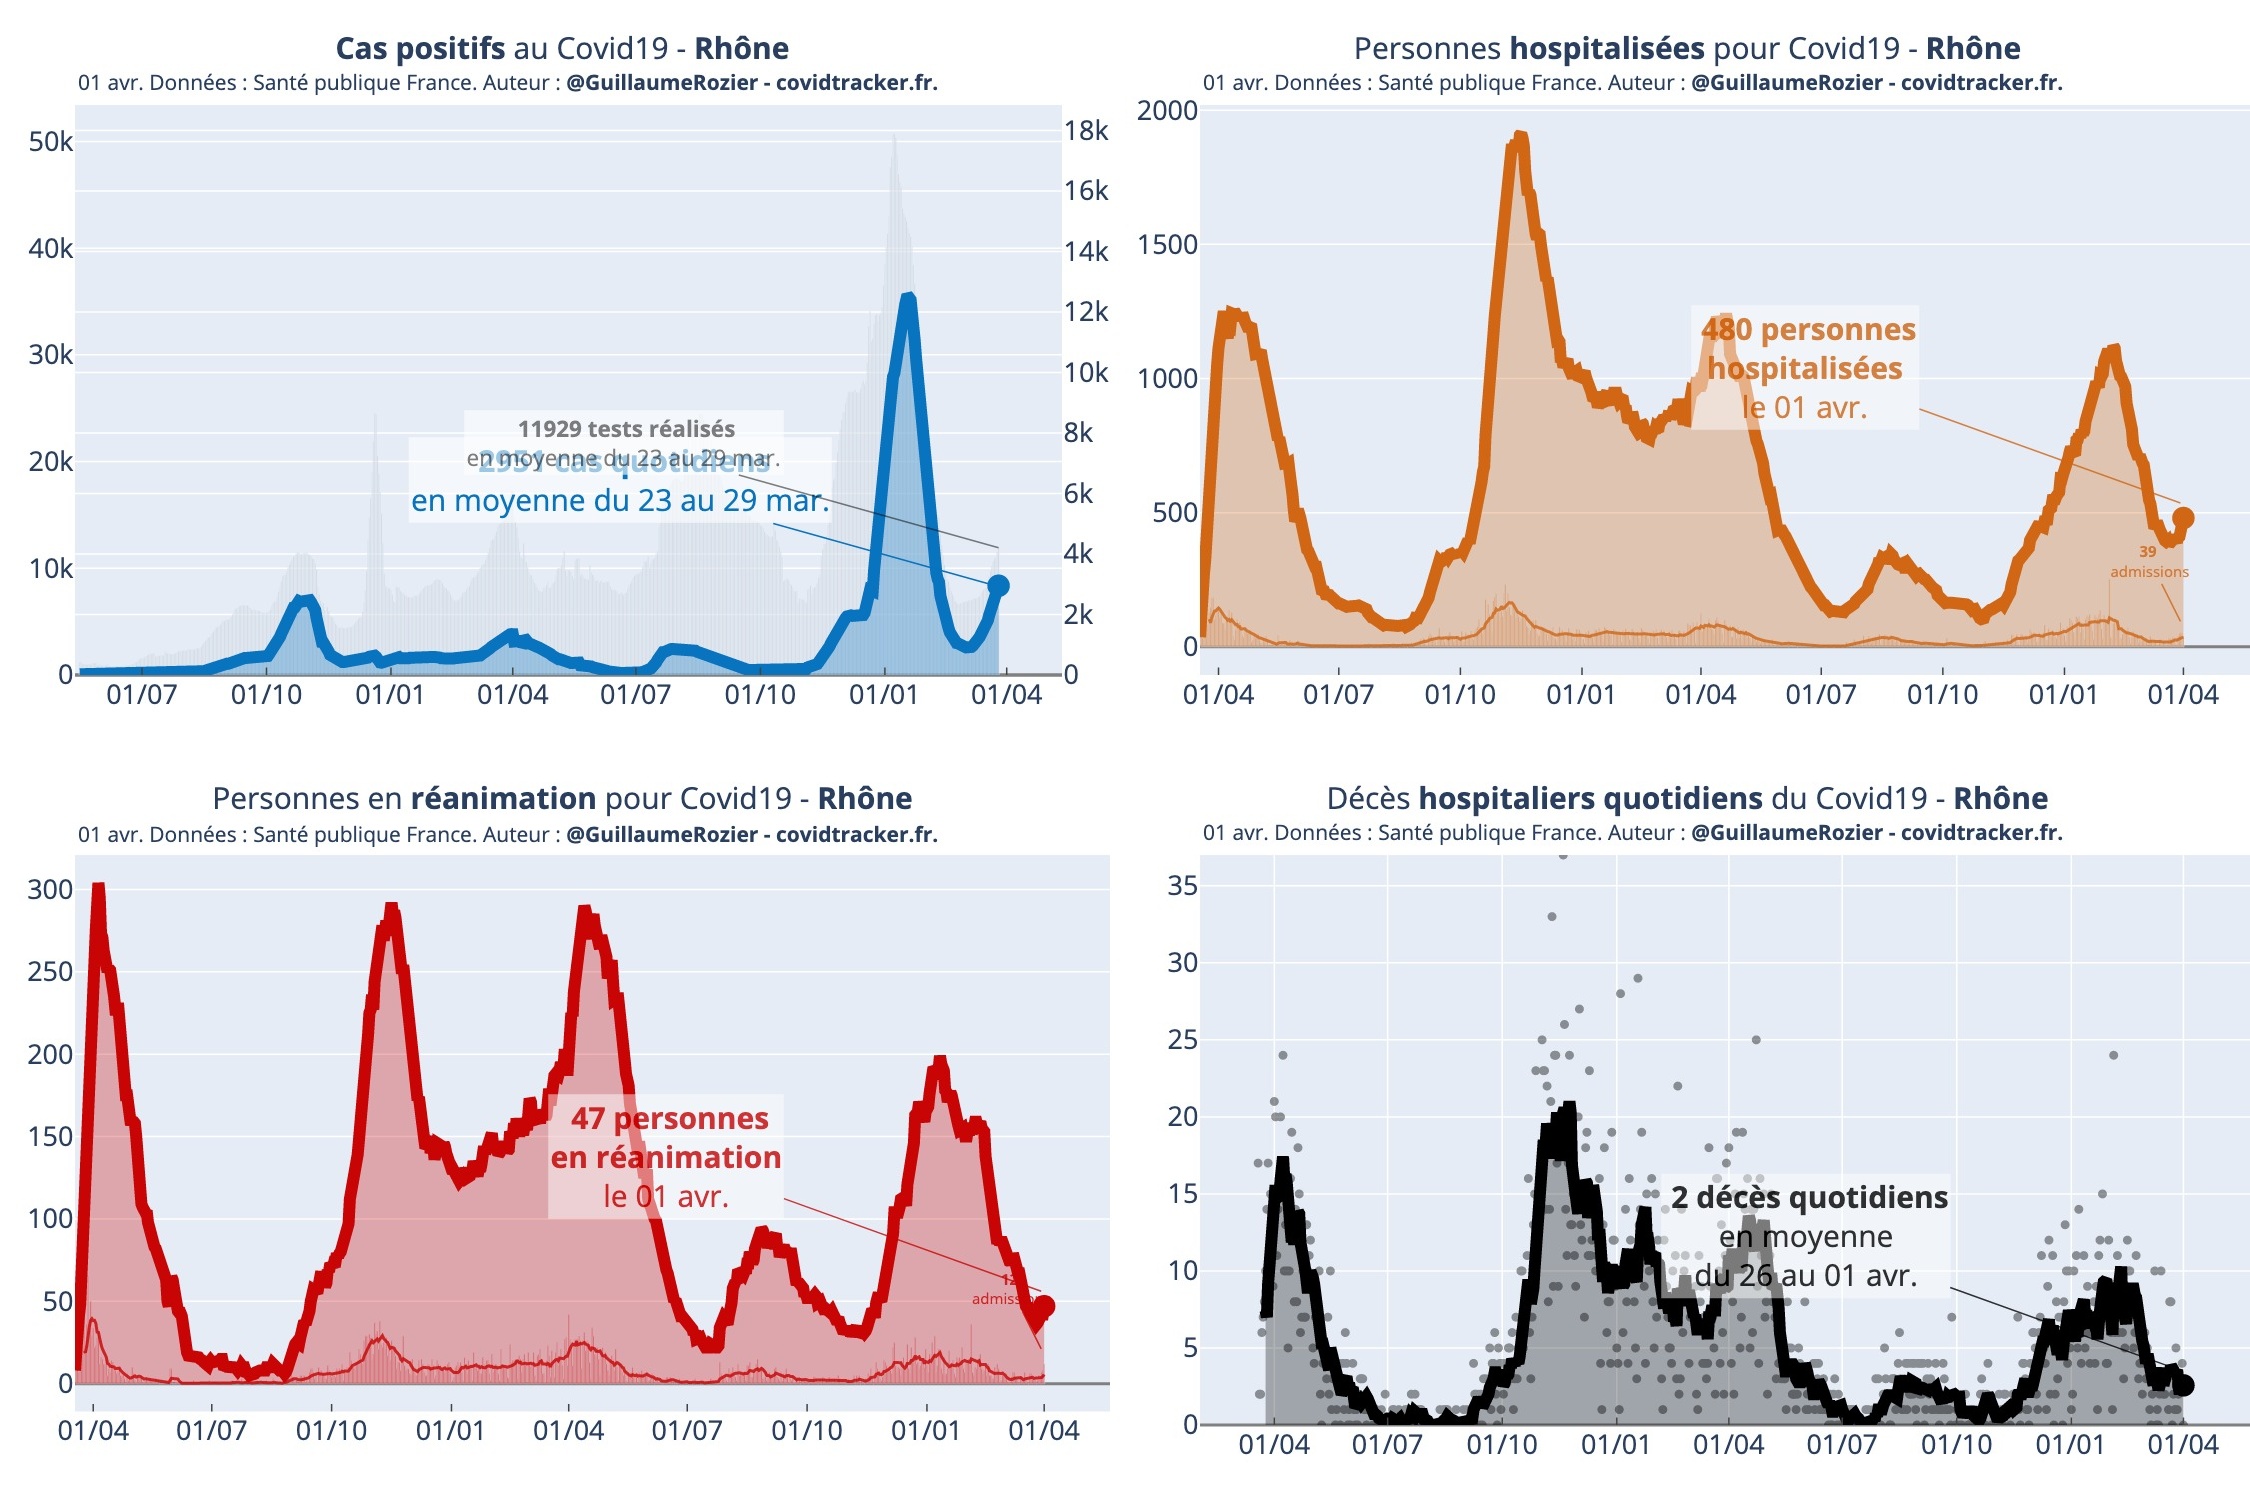 Cas positifs au Covid19 - Rhône
01 avr. Données : Santé publique France. Auteur : @GuillaumeRozier - covidtracker.fr.
50k
40k
30k
20k
10k
0
18k
16k
14k
12k
10k
8k
6k
4k
2k
0
11929 tests réalisés
en moyenne du 23 au 29 mar.
2951 cas quotidiens
en moyenne du 23 au 29 mar.
01/07 01/10 01/01 01/04 01/07 01/10 01/01 01/04
Personnes hospitalisées pour Covid19 - Rhône
01 avr. Données : Santé publique France. Auteur : @GuillaumeRozier - covidtracker.fr.
2000
1500
1000
500
0
480 personnes
hospitalisées
le 01 avr.
39
admissions
01/04 01/07 01/10 01/01 01/04 01/07 01/10 01/01 01/04
Personnes en réanimation pour Covid19 - Rhône
01 avr. Données : Santé publique France. Auteur : @GuillaumeRozier - covidtracker.fr.
300
250
200
150
100
50
0
47 personnes
en réanimation
le 01 avr.
01/04 01/07 01/10 01/01 01/04 01/07 01/10 01/01 01/04
Décès hospitaliers quotidiens du Covid19 - Rhône
01 avr. Données : Santé publique France. Auteur : @GuillaumeRozier - covidtracker.fr.
35
30
25
20
15
10
5
0
2 décès quotidiens
en moyenne
du 26 au 01 avr.
01/04 01/07 01/10 01/01 01/04 01/07 01/10 01/01 01/04